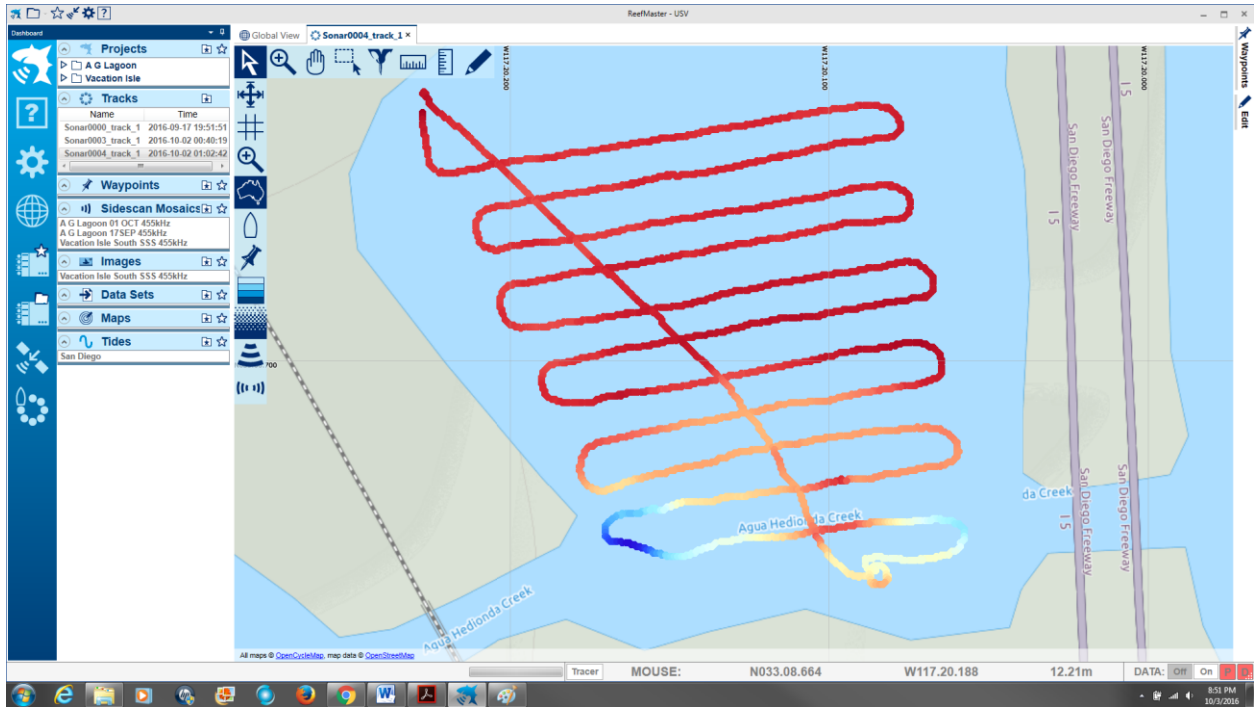 ReefMaster - USV
Dashboard
Projects
A G Lagoon
Vacation Isle
Tracks
Name Time
Sonar0000_track_1 2016-09-17 19:51:51
Sonar0003_track_1 2016-10-02 00:40:19
Sonar0004_track_1 2016-10-02 01:02:42
Waypoints
Sidescan Mosaics
A G Lagoon 01 OCT 455kHz
A G Lagoon 17SEP 455kHz
Vacation Isle South SSS 455kHz
Images
Vacation Isle South SSS 455kHz
Data Sets
Maps
Tides
San Diego
Global View
Sonar0004_track_1 ×
W117.20.200
W117.20.100
W117.20.000
700
I 5
San Diego Freeway
San Diego Freeway
I 5
San Diego Freeway
San Diego Freeway
I 5
da Creek
Agua Hedionda Creek
Agua Hedionda Creek
Waypoints
Edit
All maps © OpenCycleMap, map data © OpenStreetMap
Tracer
MOUSE:
N033.08.664
W117.20.188
12.21m
DATA: Off On P D
8:51 PM
10/3/2016